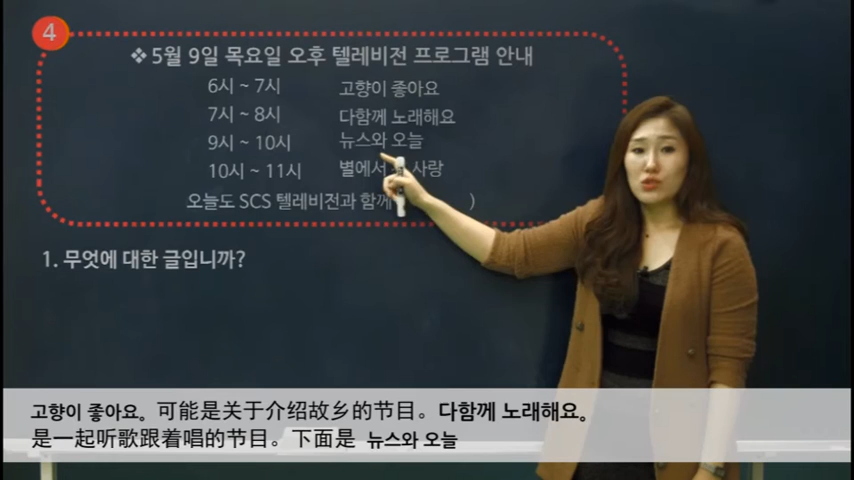 4
❖ 5월 9일 목요일 오후 텔레비전 프로그램 안내
6시 ~ 7시 고향이 좋아요
7시 ~ 8시 다함께 노래해요
9시 ~ 10시 뉴스와 오늘
10시 ~ 11시 별에서 사랑
오늘도 SCS 텔레비전과 함께 )
1. 무엇에 대한 글입니까?
고향이 좋아요。可能是关于介绍故乡的节目。다함께 노래해요。
是一起听歌跟着唱的节目。下面是 뉴스와 오늘